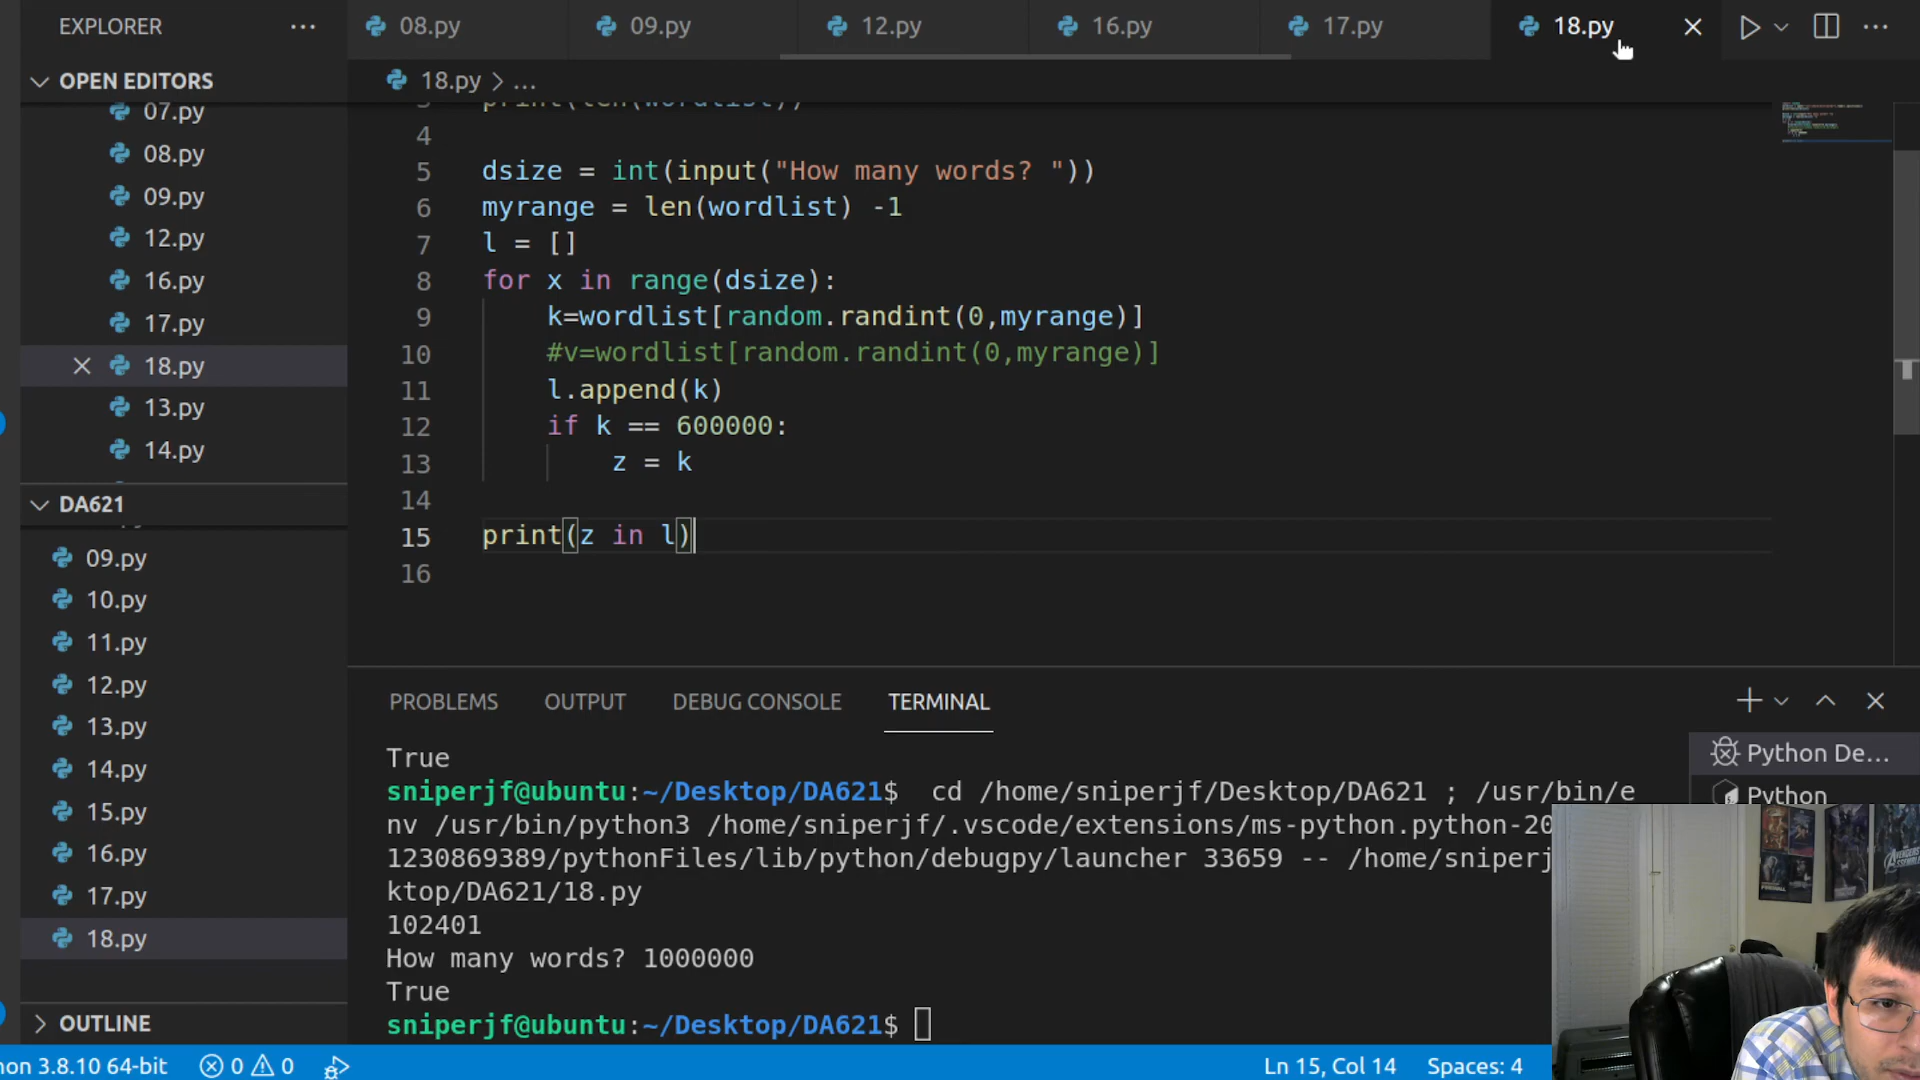 EXPLORER
08.py
09.py
12.py
16.py
17.py
18.py
OPEN EDITORS
07.py
08.py
09.py
12.py
16.py
17.py
18.py
13.py
14.py
DA621
09.py
10.py
11.py
12.py
13.py
14.py
15.py
16.py
17.py
18.py
OUTLINE
18.py > ...
3 print(len(wordlist))
4
5 dsize = int(input("How many words? "))
6 myrange = len(wordlist) -1
7 l = []
8 for x in range(dsize):
9 k=wordlist[random.randint(0,myrange)]
10 #v=wordlist[random.randint(0,myrange)]
11 l.append(k)
12 if k == 600000:
13 z = k
14
15 print(z in l)
16
PROBLEMS OUTPUT DEBUG CONSOLE TERMINAL
True
sniperjf@ubuntu:~/Desktop/DA621$ cd /home/sniperjf/Desktop/DA621 ; /usr/bin/e
nv /usr/bin/python3 /home/sniperjf/.vscode/extensions/ms-python.python-20
1230869389/pythonFiles/lib/python/debugpy/launcher 33659 -- /home/sniperj
ktop/DA621/18.py
102401
How many words? 1000000
True
sniperjf@ubuntu:~/Desktop/DA621$
Python De...
Python
hon 3.8.10 64-bit 0 0 Ln 15, Col 14 Spaces: 4